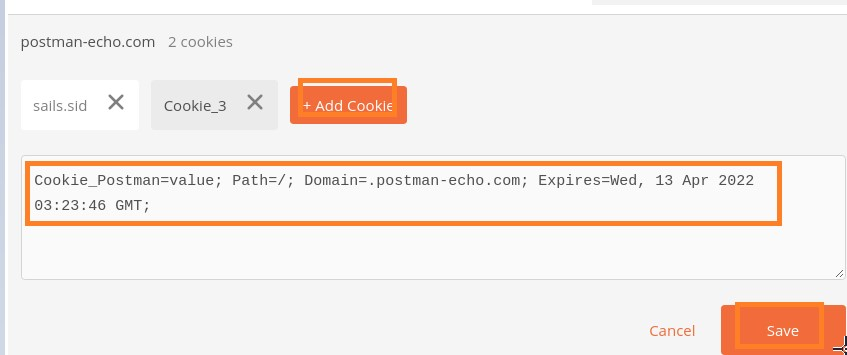 postman-echo.com 2 cookies
sails.sid Cookie_3 + Add Cookie
Cookie_Postman=value; Path=/; Domain=.postman-echo.com; Expires=Wed, 13 Apr 2022
03:23:46 GMT;
Cancel Save